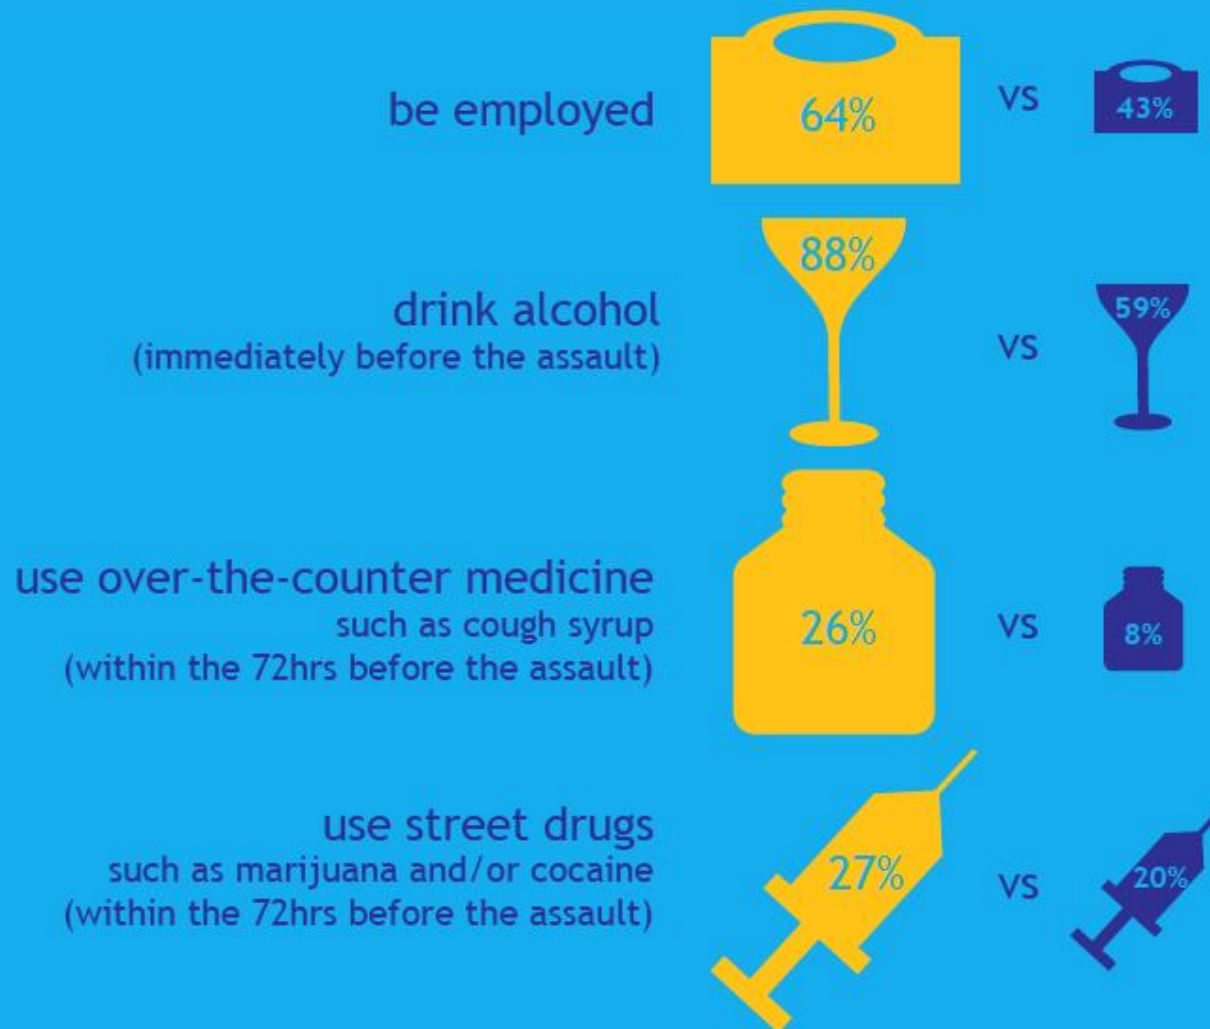 be employed 64% vs 43%
drink alcohol 88% vs 59%
(immediately before the assault)
use over-the-counter medicine
such as cough syrup 26% vs 8%
(within the 72hrs before the assault)
use street drugs
such as marijuana and/or cocaine 27% vs 20%
(within the 72hrs before the assault)